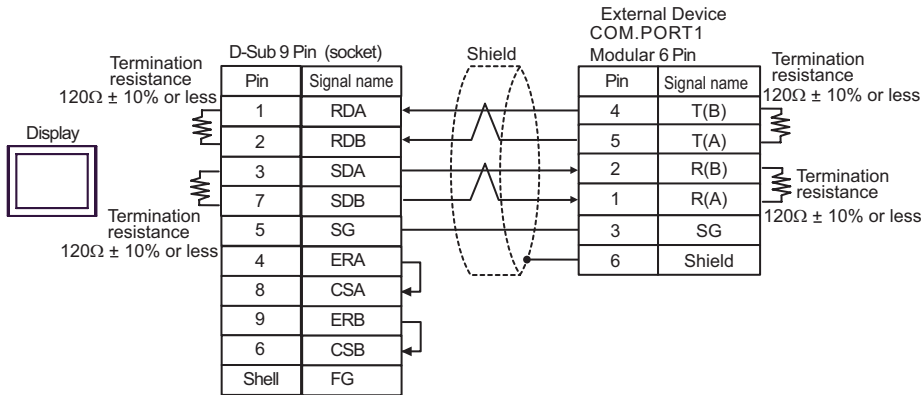 External Device
COM.PORT1
D-Sub 9 Pin (socket)
Shield
Modular 6 Pin
Termination
resistance
120Ω ± 10% or less
Pin Signal name
1 RDA
2 RDB
3 SDA
7 SDB
5 SG
4 ERA
8 CSA
9 ERB
6 CSB
Shell FG
Display
Termination
resistance
120Ω ± 10% or less
Pin Signal name
4 T(B)
5 T(A)
2 R(B)
1 R(A)
3 SG
6 Shield
Termination
resistance
120Ω ± 10% or less
Termination
resistance
120Ω ± 10% or less